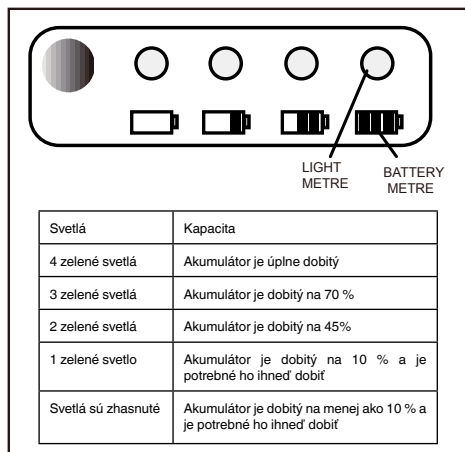 LIGHT
METRE
BATTERY
METRE
Svetlá Kapacita
4 zelené svetlá Akumulátor je úplne dobitý
3 zelené svetlá Akumulátor je dobitý na 70 %
2 zelené svetlá Akumulátor je dobitý na 45%
1 zelené svetlo Akumulátor je dobitý na 10 % a je
potrebné ho ihneď dobiť
Svetlá sú zhasnuté Akumulátor je dobitý na menej ako 10 % a
je potrebné ho ihneď dobiť